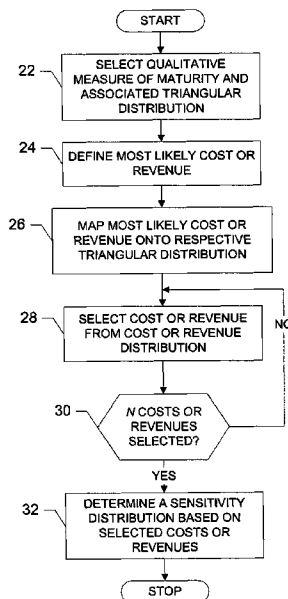 START
22
SELECT QUALITATIVE
MEASURE OF MATURITY AND
ASSOCIATED TRIANGULAR
DISTRIBUTION
24
DEFINE MOST LIKELY COST OR
REVENUE
26
MAP MOST LIKELY COST OR
REVENUE ONTO RESPECTIVE
TRIANGULAR DISTRIBUTION
28
SELECT COST OR REVENUE
FROM COST OR REVENUE
DISTRIBUTION
NO
30
N COSTS OR
REVENUES
SELECTED?
YES
32
DETERMINE A SENSITIVITY
DISTRIBUTION BASED ON
SELECTED COSTS OR
REVENUES
STOP